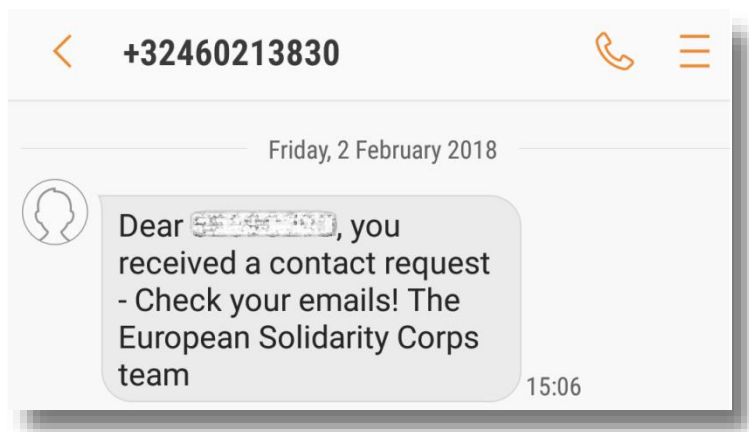 +32460213830
Friday, 2 February 2018
Dear , you
received a contact request
- Check your emails! The
European Solidarity Corps
team
15:06